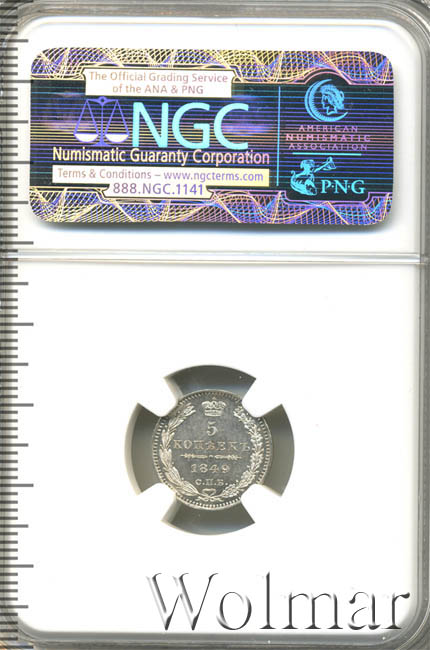 The Official Grading Service
of the ANA & PNG
NGC
Numismatic Guaranty Corporation
Terms & Conditions – www.ngcterms.com
888.NGC.1141
AMERICAN
NUMISMATIC
ASSOCIATION
P·N·G
5
КОПѢЕКЪ
1849
С.П.Б.
Wolmar